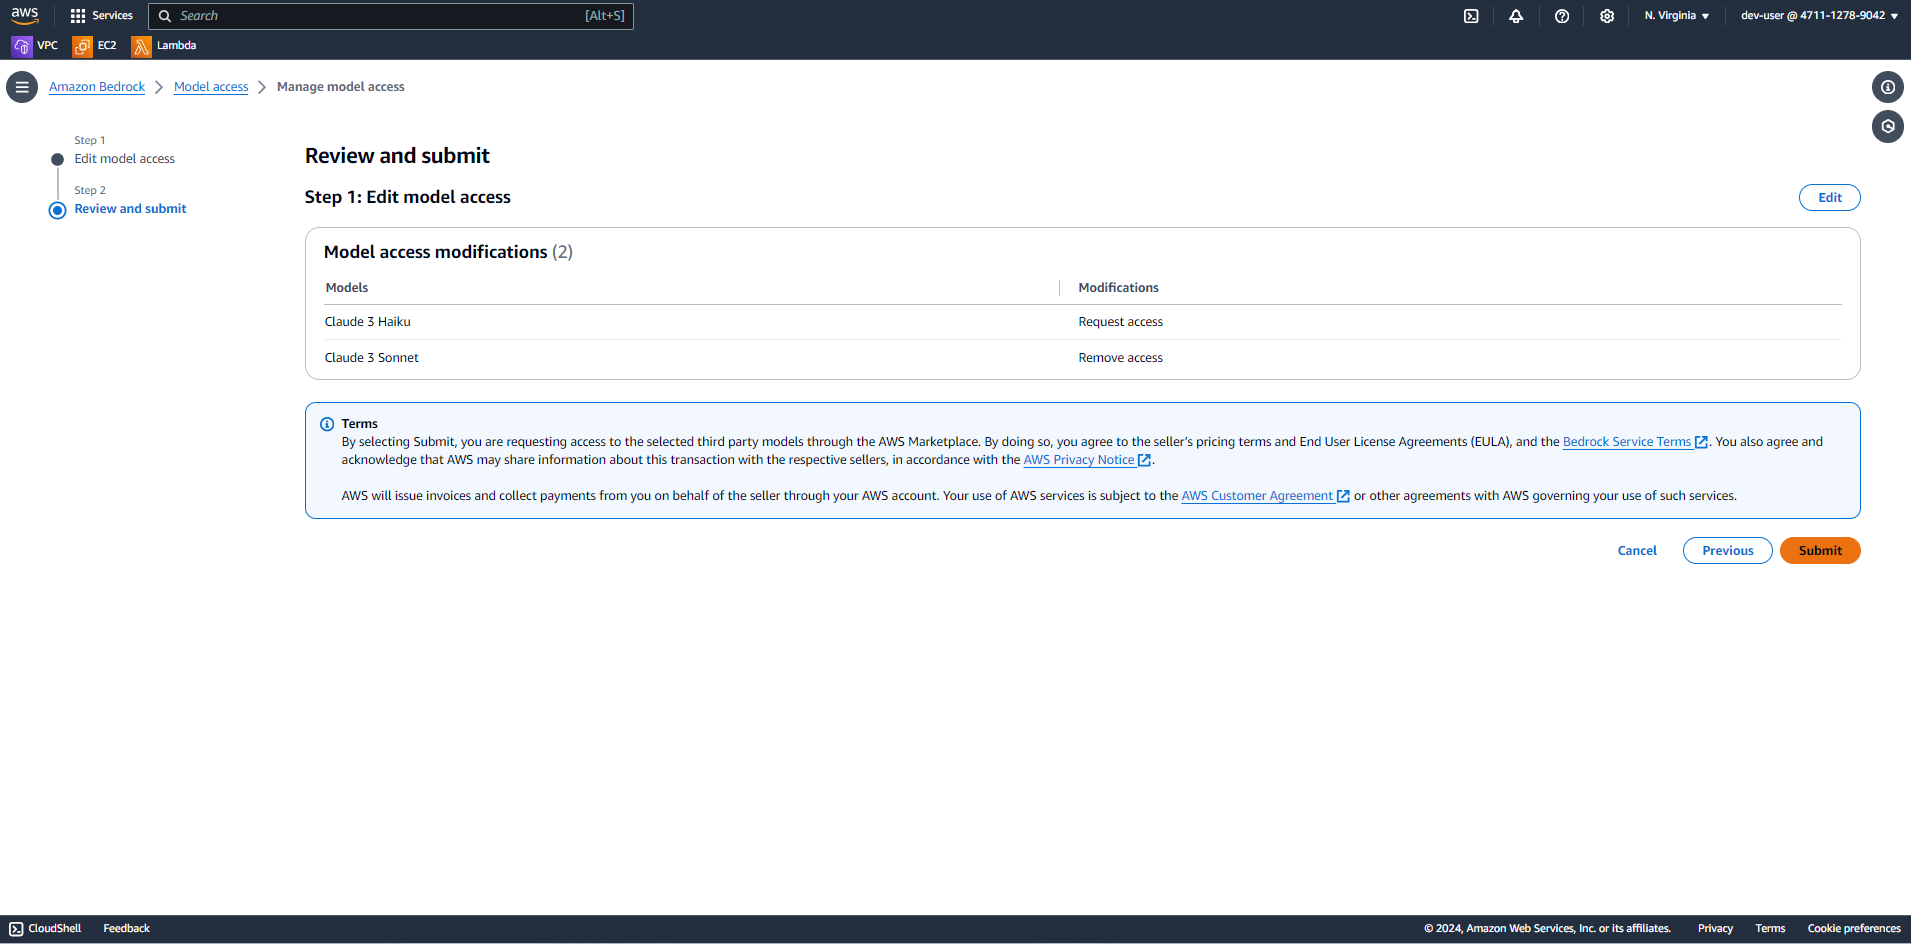 aws
Services
Search
[Alt+S]
N. Virginia
dev-user @ 4711-1278-9042
VPC
EC2
Lambda
Amazon Bedrock
Model access
Manage model access
Step 1
Edit model access
Step 2
Review and submit
Review and submit
Step 1: Edit model access
Edit
Model access modifications (2)
Models
Modifications
Claude 3 Haiku
Request access
Claude 3 Sonnet
Remove access
Terms
By selecting Submit, you are requesting access to the selected third party models through the AWS Marketplace. By doing so, you agree to the seller's pricing terms and End User License Agreements (EULA), and the Bedrock Service Terms. You also agree and
acknowledge that AWS may share information about this transaction with the respective sellers, in accordance with the AWS Privacy Notice.
AWS will issue invoices and collect payments from you on behalf of the seller through your AWS account. Your use of AWS services is subject to the AWS Customer Agreement or other agreements with AWS governing your use of such services.
Cancel
Previous
Submit
CloudShell
Feedback
© 2024, Amazon Web Services, Inc. or its affiliates.
Privacy
Terms
Cookie preferences